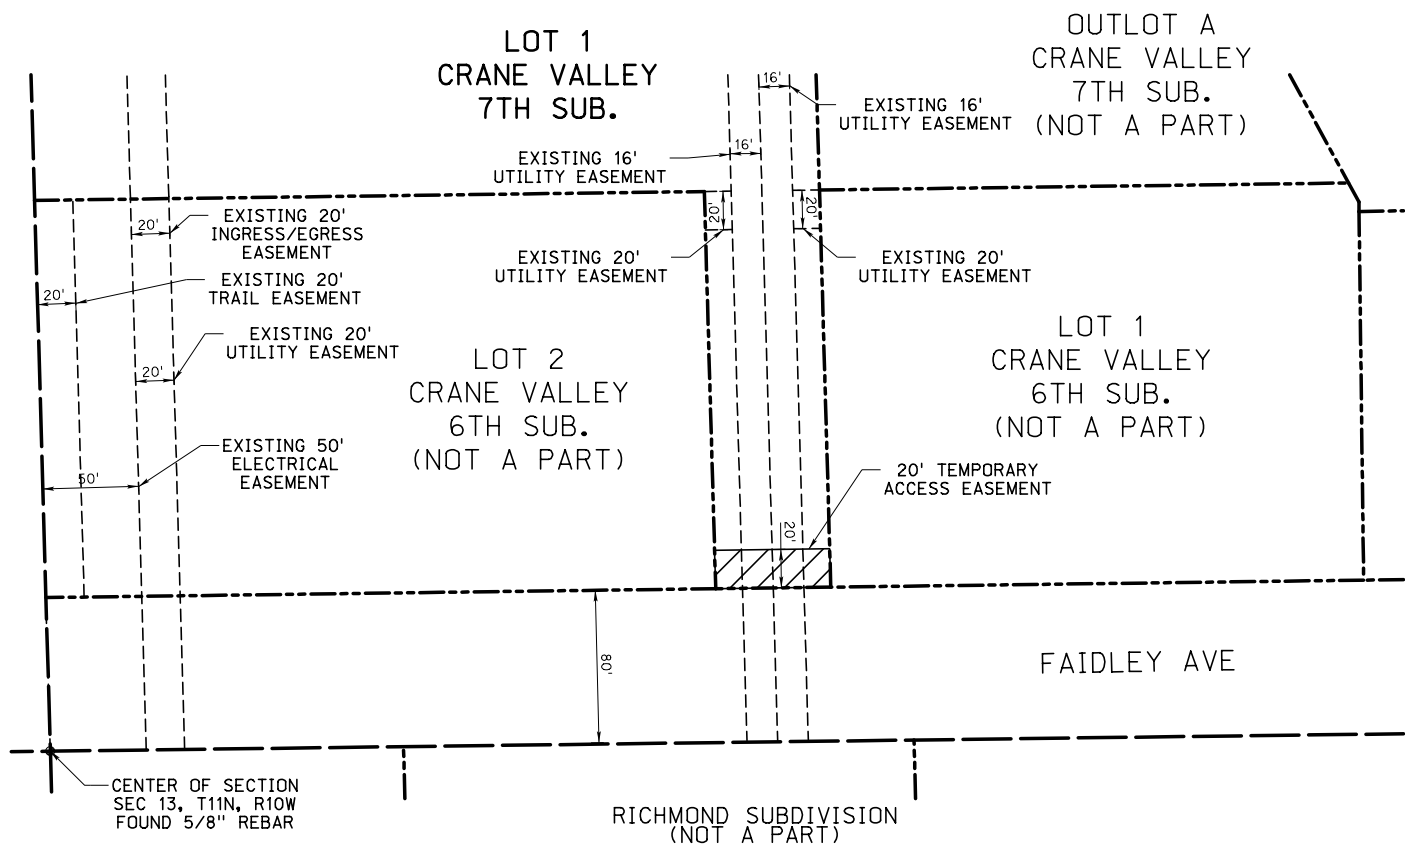 LOT 1
CRANE VALLEY
7TH SUB.
OUTLOT A
CRANE VALLEY
7TH SUB.
(NOT A PART)
16'
EXISTING 16'
UTILITY EASEMENT
16'
EXISTING 16'
UTILITY EASEMENT
20'
EXISTING 20'
INGRESS/EGRESS
EASEMENT
20'
20'
EXISTING 20'
UTILITY EASEMENT
EXISTING 20'
UTILITY EASEMENT
20'
EXISTING 20'
TRAIL EASEMENT
EXISTING 20'
UTILITY EASEMENT
20'
LOT 2
CRANE VALLEY
6TH SUB.
(NOT A PART)
LOT 1
CRANE VALLEY
6TH SUB.
(NOT A PART)
EXISTING 50'
ELECTRICAL
EASEMENT
50'
20' TEMPORARY
ACCESS EASEMENT
20'
80'
FAIDLEY AVE
CENTER OF SECTION
SEC 13, T11N, R10W
FOUND 5/8" REBAR
RICHMOND SUBDIVISION
(NOT A PART)